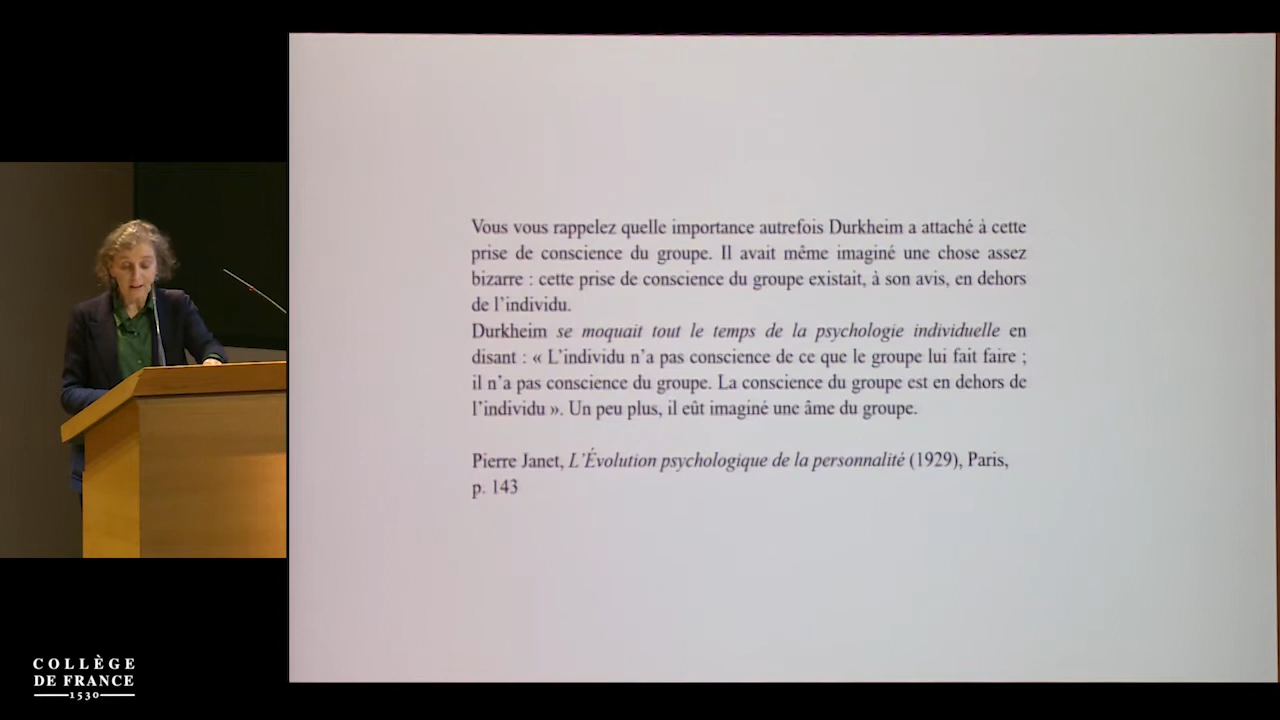 Vous vous rappelez quelle importance autrefois Durkheim a attaché à cette
prise de conscience du groupe. Il avait même imaginé une chose assez
bizarre : cette prise de conscience du groupe existait, à son avis, en dehors
de l'individu.
Durkheim se moquait tout le temps de la psychologie individuelle en
disant : « L'individu n'a pas conscience de ce que le groupe lui fait faire ;
il n'a pas conscience du groupe. La conscience du groupe est en dehors de
l'individu ». Un peu plus, il eût imaginé une âme du groupe.
Pierre Janet, L'Évolution psychologique de la personnalité (1929), Paris,
p. 143
COLLÈGE
DE FRANCE
1530